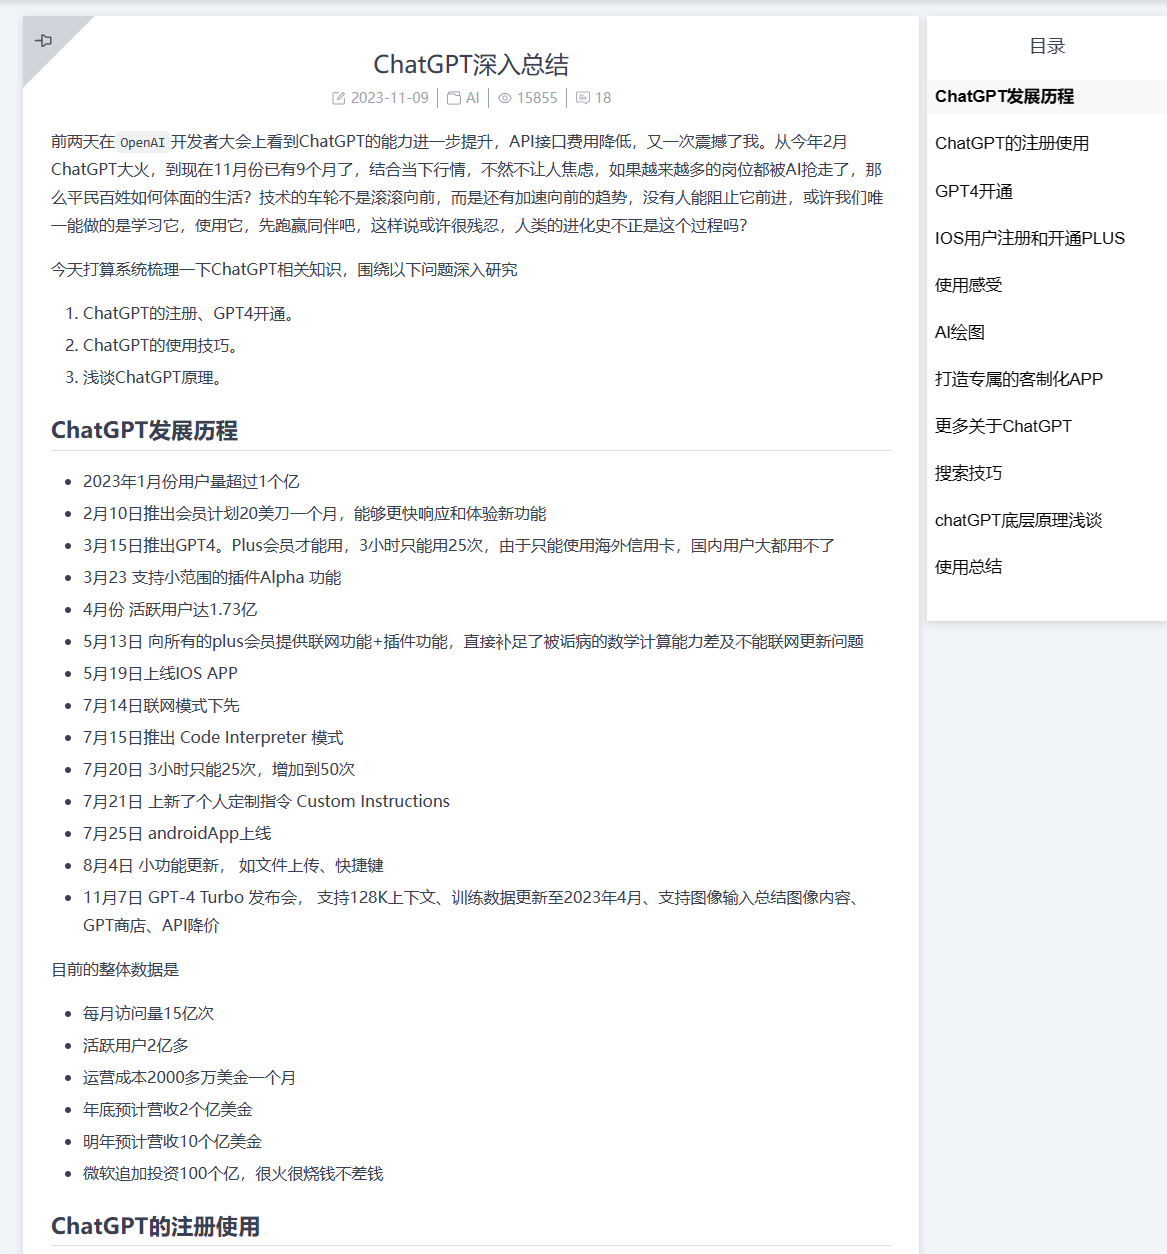 ChatGPT深入总结
2023-11-09 AI 15855 18
前两天在 OpenAI 开发者大会上看到ChatGPT的能力进一步提升，API接口费用降低，又一次震撼了我。从今年2月
ChatGPT大火，到现在11月份已有9个月了，结合当下行情，不然不让人焦虑，如果越来越多的岗位都被AI抢走了，那
么平民百姓如何体面的生活？技术的车轮不是滚滚向前，而是还有加速向前的趋势，没有人能阻止它前进，或许我们唯
一能做的是学习它，使用它，先跑赢同伴吧，这样说或许很残忍，人类的进化史不正是这个过程吗？
今天打算系统梳理一下ChatGPT相关知识，围绕以下问题深入研究
1. ChatGPT的注册、GPT4开通。
2. ChatGPT的使用技巧。
3. 浅谈ChatGPT原理。
ChatGPT发展历程
• 2023年1月份用户量超过1个亿
• 2月10日推出会员计划20美刀一个月，能够更快响应和体验新功能
• 3月15日推出GPT4。Plus会员才能用，3小时只能用25次，由于只能使用海外信用卡，国内用户大都用不了
• 3月23 支持小范围的插件Alpha 功能
• 4月份 活跃用户达1.73亿
• 5月13日 向所有的plus会员提供联网功能+插件功能，直接补足了被诟病的数学计算能力差及不能联网更新问题
• 5月19日上线IOS APP
• 7月14日联网模式下先
• 7月15日推出 Code Interpreter 模式
• 7月20日 3小时只能25次，增加到50次
• 7月21日 上新了个人定制指令 Custom Instructions
• 7月25日 androidApp上线
• 8月4日 小功能更新， 如文件上传、快捷键
• 11月7日 GPT-4 Turbo 发布会， 支持128K上下文、训练数据更新至2023年4月、支持图像输入总结图像内容、
GPT商店、API降价
目前的整体数据是
• 每月访问量15亿次
• 活跃用户2亿多
• 运营成本2000多万美金一个月
• 年底预计营收2个亿美金
• 明年预计营收10个亿美金
• 微软追加投资100个亿，很火很烧钱不差钱
ChatGPT的注册使用
目录
ChatGPT发展历程
ChatGPT的注册使用
GPT4开通
IOS用户注册和开通PLUS
使用感受
AI绘图
打造专属的客制化APP
更多关于ChatGPT
搜索技巧
chatGPT底层原理浅谈
使用总结